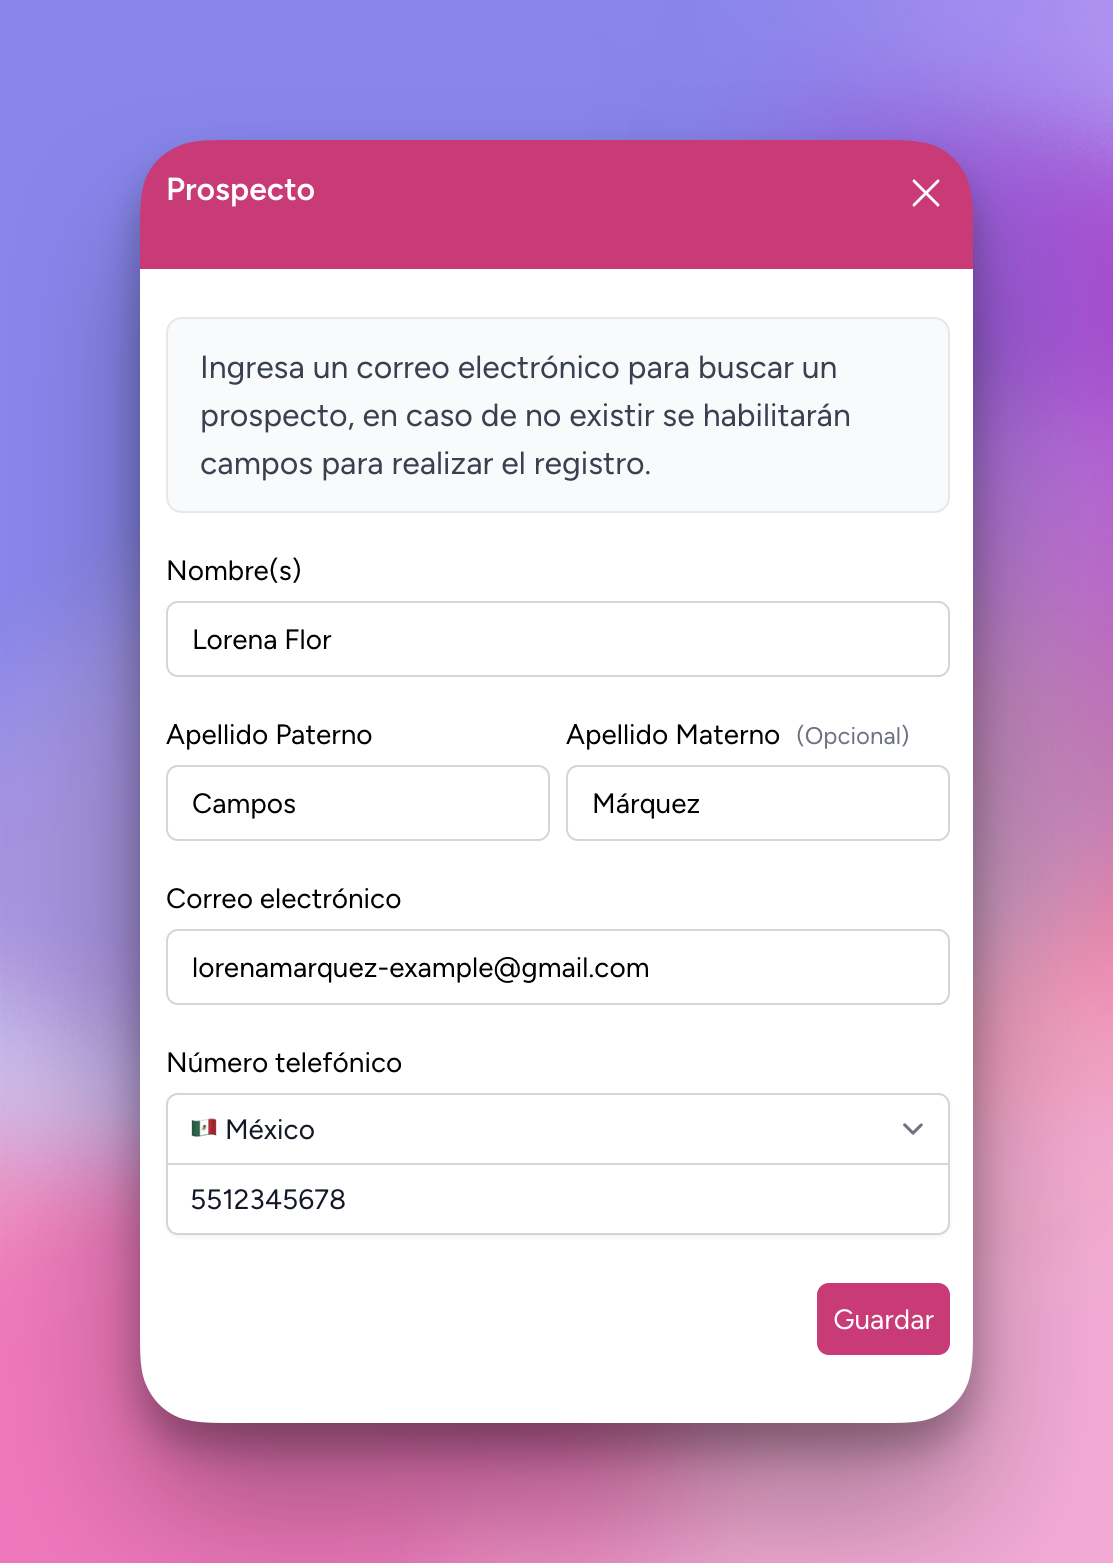 Prospecto
Ingresa un correo electrónico para buscar un
prospecto, en caso de no existir se habilitarán
campos para realizar el registro.
Nombre(s)
Lorena Flor
Apellido Paterno
Apellido Materno (Opcional)
Campos
Márquez
Correo electrónico
lorenamarquez-example@gmail.com
Número telefónico
México
5512345678
Guardar